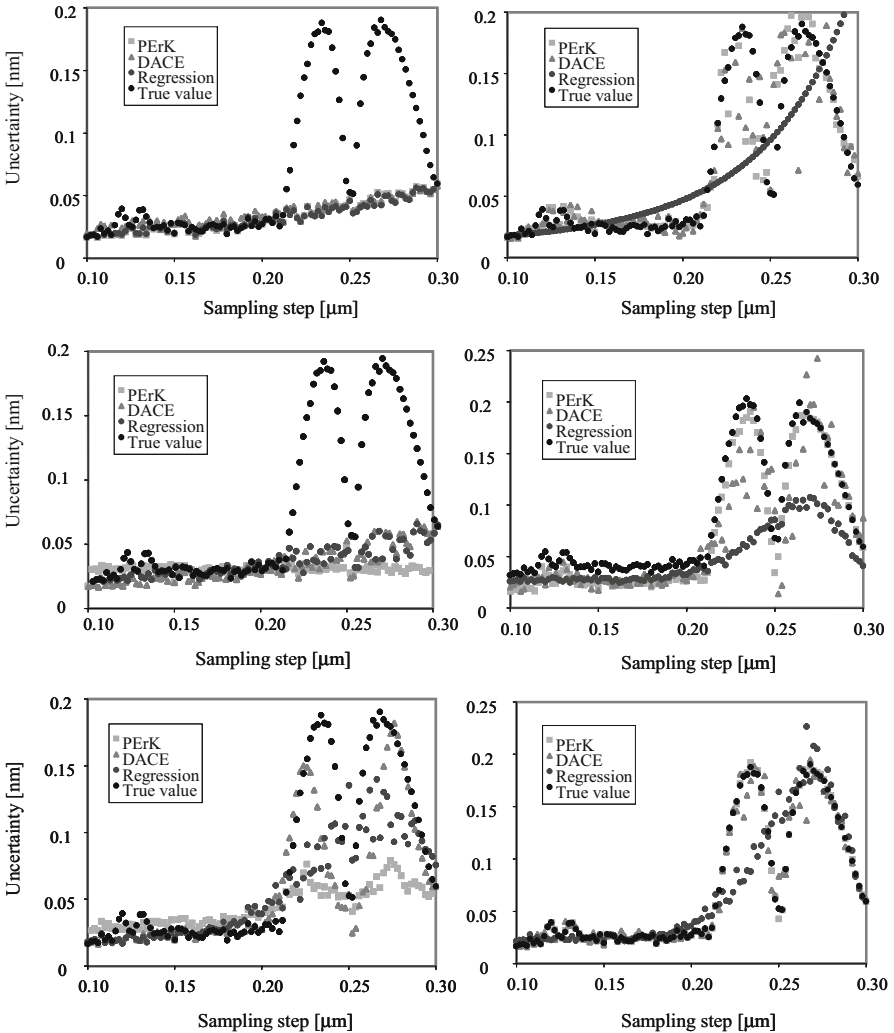 Uncertainty [nm]
0.2
0.15
0.1
0.05
0
PErK
DACE
Regression
True value
0.10
0.15
0.20
0.25
0.30
Sampling step [μm]
0.2
0.15
0.1
0.05
0
PErK
DACE
Regression
True value
0.10
0.15
0.20
0.25
0.30
Sampling step [μm]
Uncertainty [nm]
0.2
0.15
0.1
0.05
0
PErK
DACE
Regression
True value
0.10
0.15
0.20
0.25
0.30
Sampling step [μm]
0.25
0.2
0.15
0.1
0.05
0
PErK
DACE
Regression
True value
0.10
0.15
0.20
0.25
0.30
Sampling step [μm]
Uncertainty [nm]
0.2
0.15
0.1
0.05
0
PErK
DACE
Regression
True value
0.10
0.15
0.20
0.25
0.30
Sampling step [μm]
0.25
0.2
0.15
0.1
0.05
0
PErK
DACE
Regression
True value
0.10
0.15
0.20
0.25
0.30
Sampling step [μm]